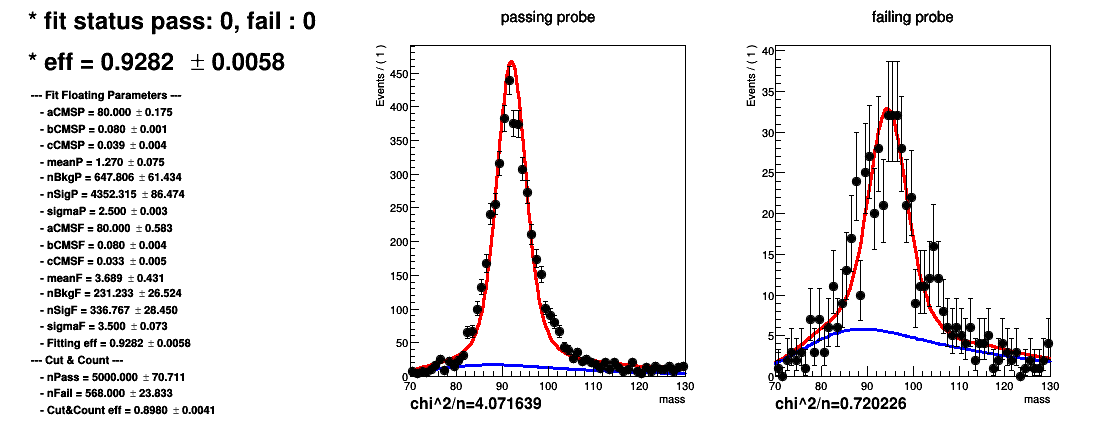 * fit status pass: 0, fail : 0
* eff = 0.9282 ± 0.0058
--- Fit Floating Parameters ---
- aCMSP = 80.000 ± 0.175
- bCMSP = 0.080 ± 0.001
- cCMSP = 0.039 ± 0.004
- meanP = 1.270 ± 0.075
- nBkgP = 647.806 ± 61.434
- nSigP = 4352.315 ± 86.474
- sigmaP = 2.500 ± 0.003
- aCMSF = 80.000 ± 0.583
- bCMSF = 0.080 ± 0.004
- cCMSF = 0.033 ± 0.005
- meanF = 3.689 ± 0.431
- nBkgF = 231.233 ± 26.524
- nSigF = 336.767 ± 28.450
- sigmaF = 3.500 ± 0.073
- Fitting eff = 0.9282 ± 0.0058
--- Cut & Count ---
- nPass = 5000.000 ± 70.711
- nFail = 568.000 ± 23.833
- Cut&Count eff = 0.8980 ± 0.0041
passing probe
Events / ( 1 )
450
400
350
300
250
200
150
100
50
0
70 80 90 100 110 120 130
mass
chi^2/n=4.071639
failing probe
Events / ( 1 )
40
35
30
25
20
15
10
5
0
70 80 90 100 110 120 130
mass
chi^2/n=0.720226